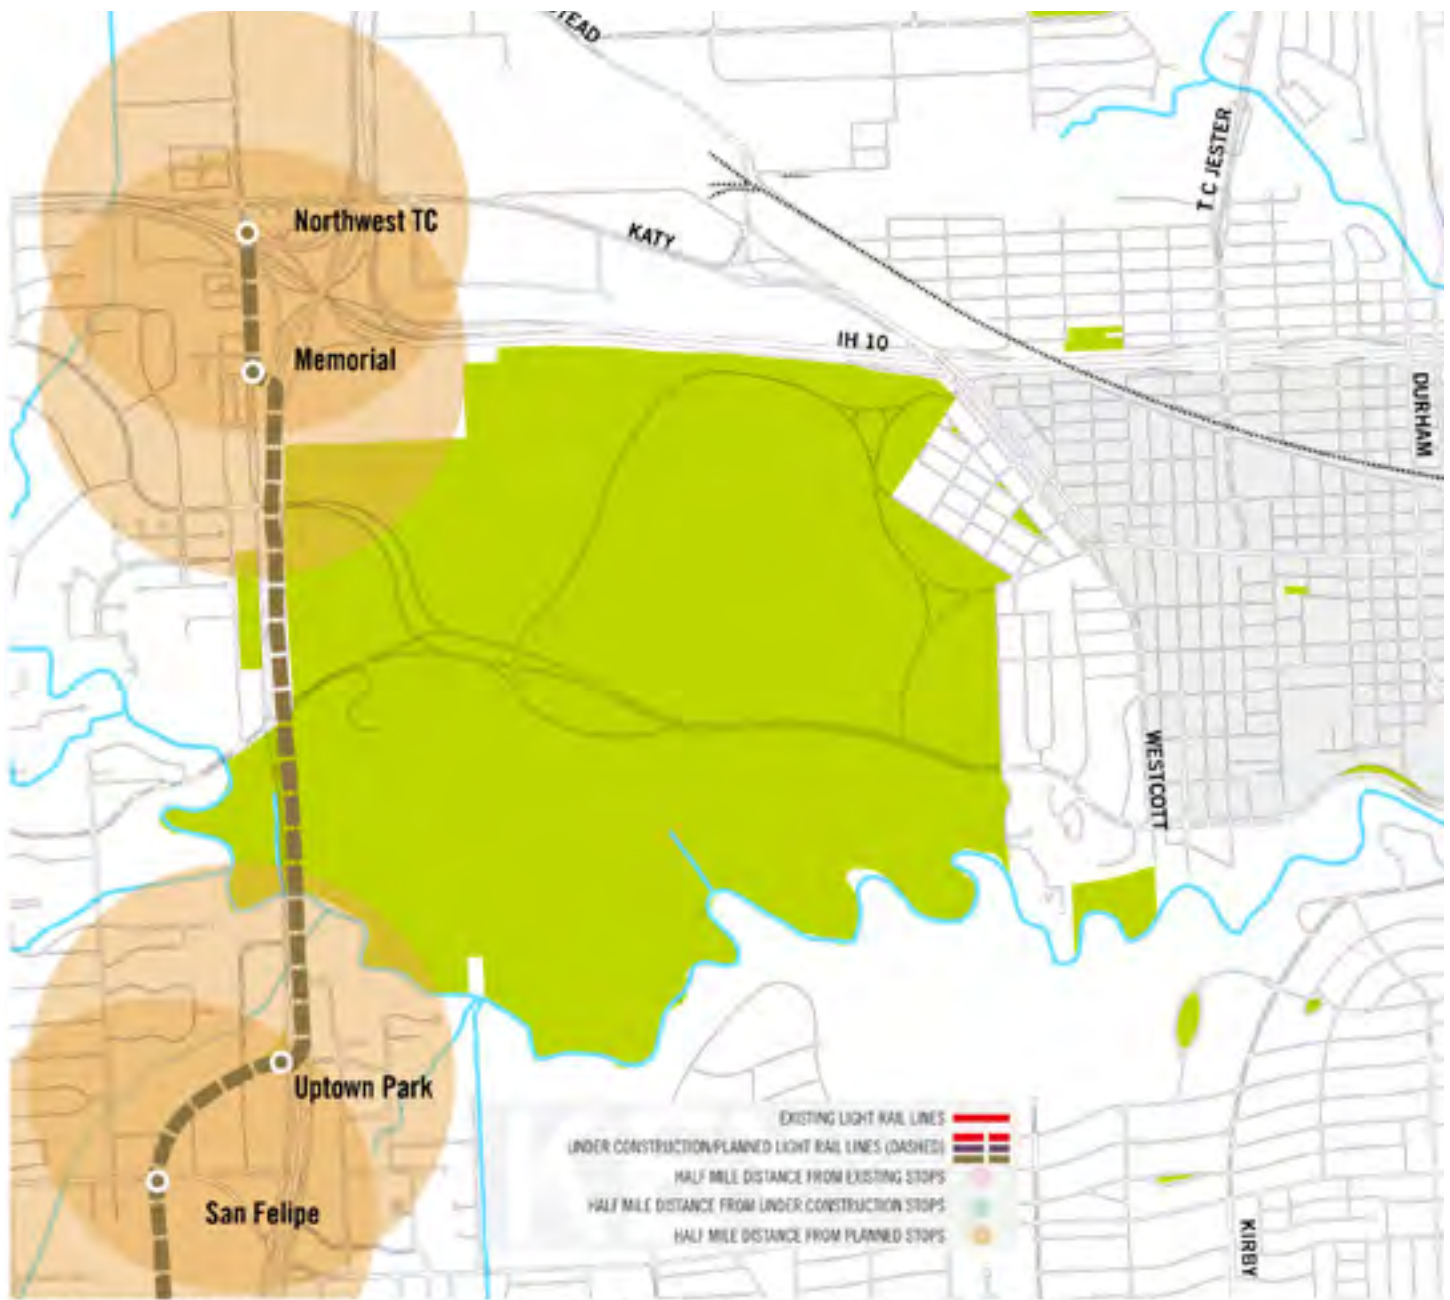 TEAD
T C JESTER
Northwest TC
KATY
IH 10
Memorial
DURHAM
WESTCOTT
Uptown Park
EXISTING LIGHT RAIL LINES
UNDER CONSTRUCTION/PLANNED LIGHT RAIL LINES (DASHED)
HALF MILE DISTANCE FROM EXISTING STOPS
HALF MILE DISTANCE FROM UNDER CONSTRUCTION STOPS
HALF MILE DISTANCE FROM PLANNED STOPS
San Felipe
KIRBY